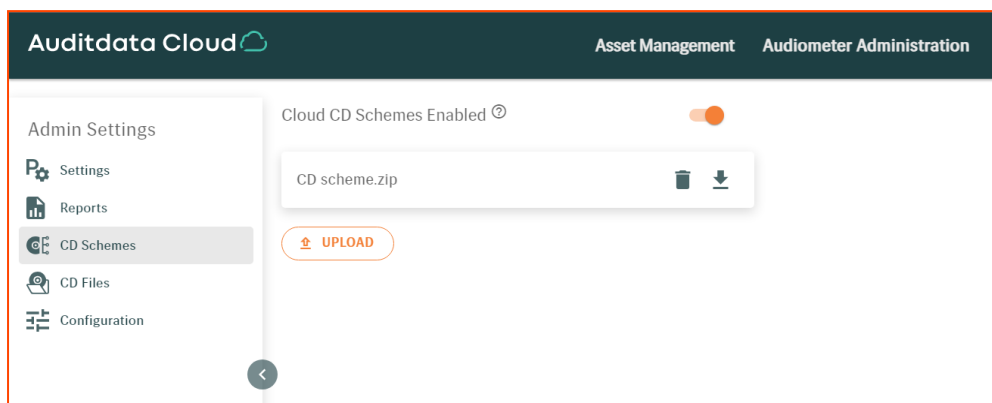 Auditdata Cloud
Asset Management
Audiometer Administration
Admin Settings
Settings
Reports
CD Schemes
CD Files
Configuration
Cloud CD Schemes Enabled ?
CD scheme.zip
UPLOAD